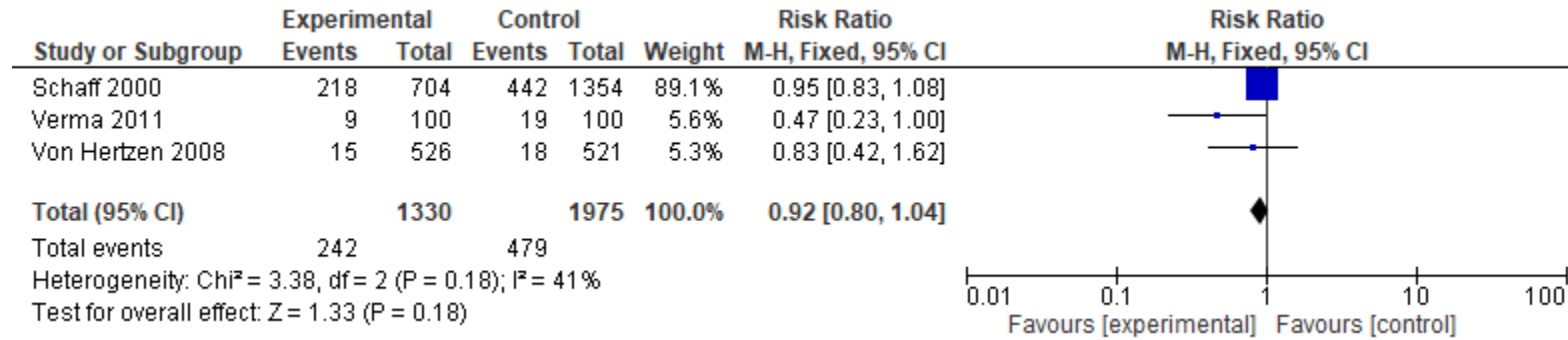 Experimental Control Risk Ratio Risk Ratio
Study or Subgroup Events Total Events Total Weight M-H, Fixed, 95% CI M-H, Fixed, 95% CI
Schaff 2000 218 704 442 1354 89.1% 0.95 [0.83, 1.08]
Verma 2011 9 100 19 100 5.6% 0.47 [0.23, 1.00]
Von Hertzen 2008 15 526 18 521 5.3% 0.83 [0.42, 1.62]
Total (95% CI) 1330 1975 100.0% 0.92 [0.80, 1.04]
Total events 242 479
Heterogeneity: Chi² = 3.38, df = 2 (P = 0.18); I² = 41%
Test for overall effect: Z = 1.33 (P = 0.18)
0.01 0.1 1 10 100
Favours [experimental] Favours [control]